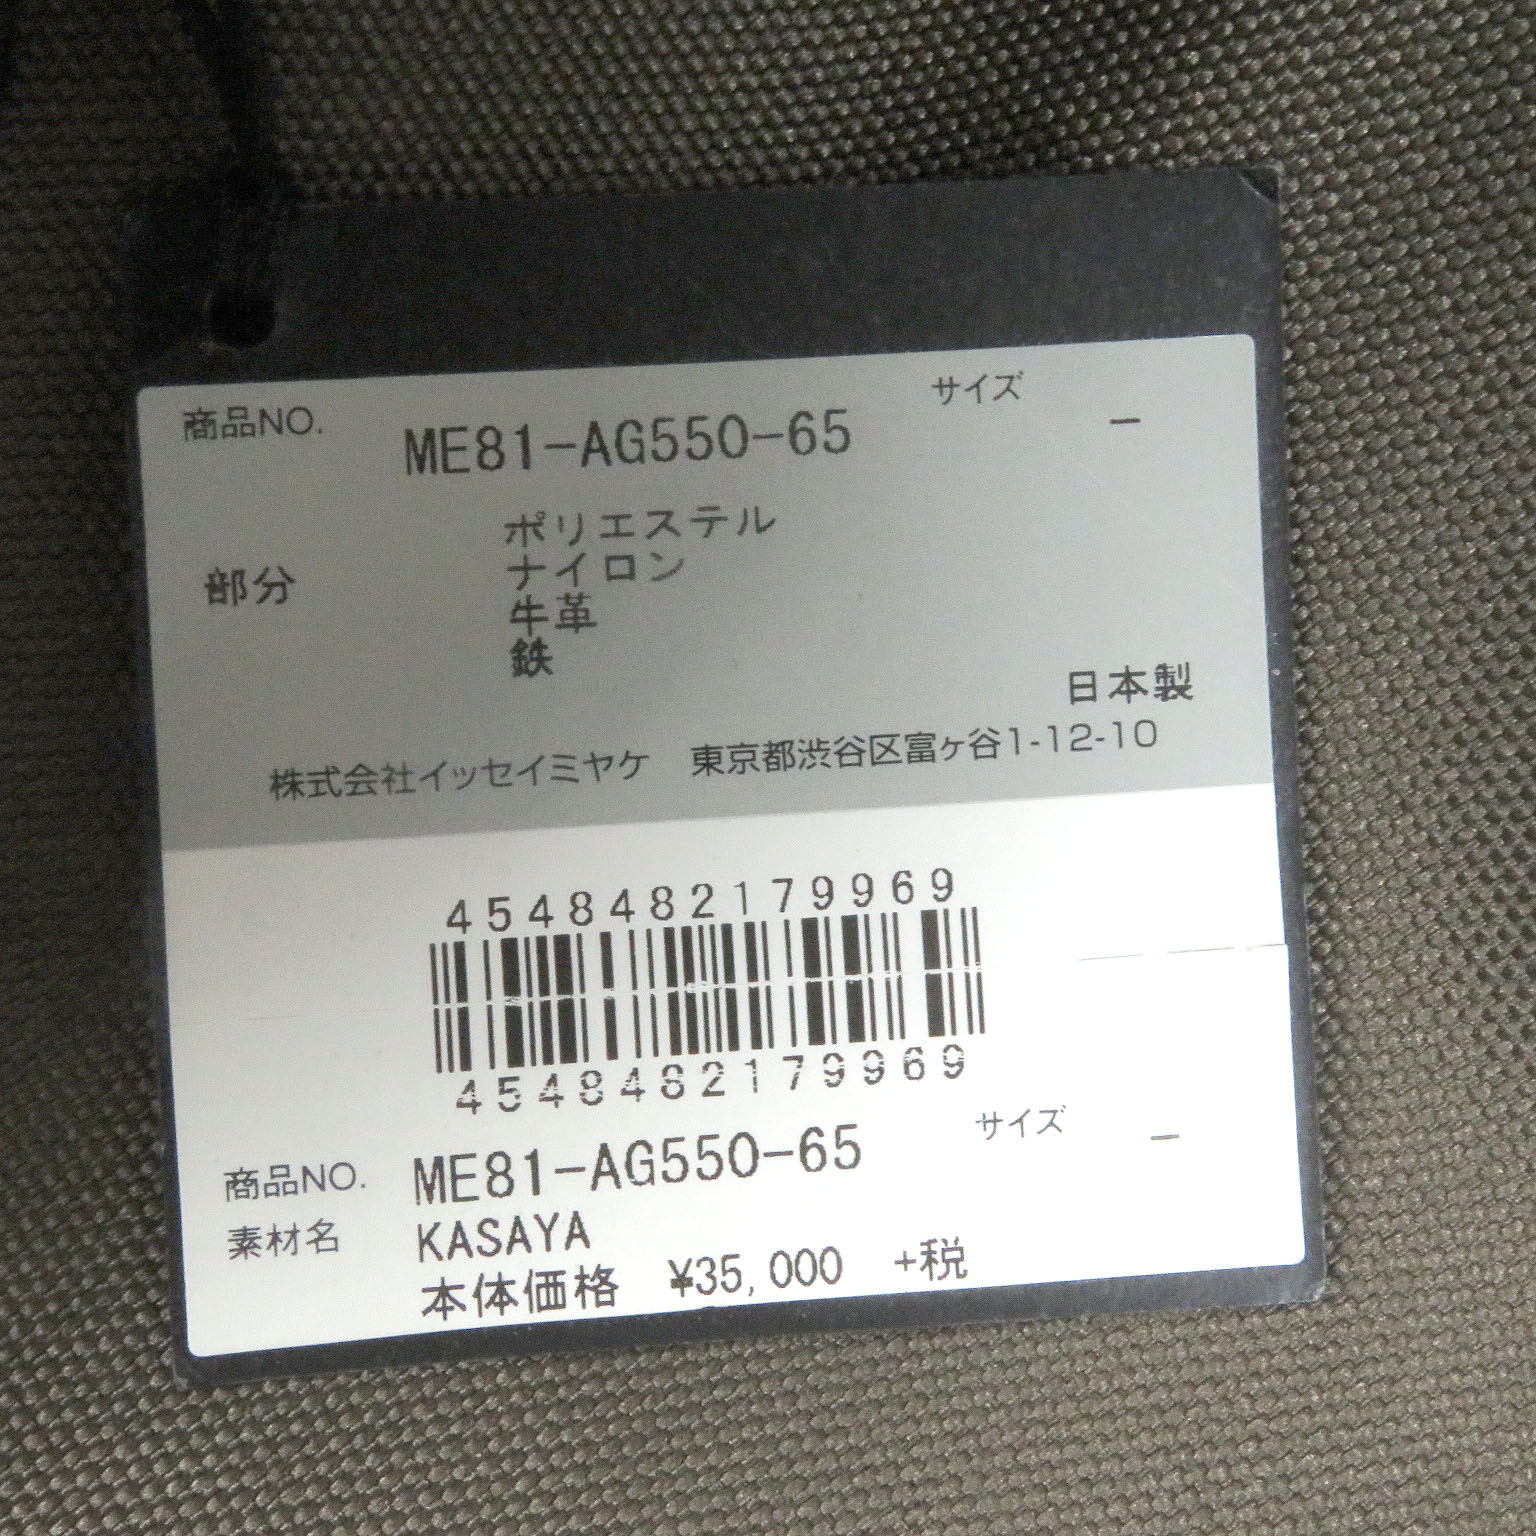 商品NO. ME81-AG550-65 サイズ -
ポリエステル
ナイロン
部分 牛革
鉄
日本製
株式会社イッセイミヤケ 東京都渋谷区富ヶ谷1-12-10
4548482179969
4548482179969
商品NO. ME81-AG550-65 サイズ -
素材名 KASAYA
本体価格 ¥35,000 +税